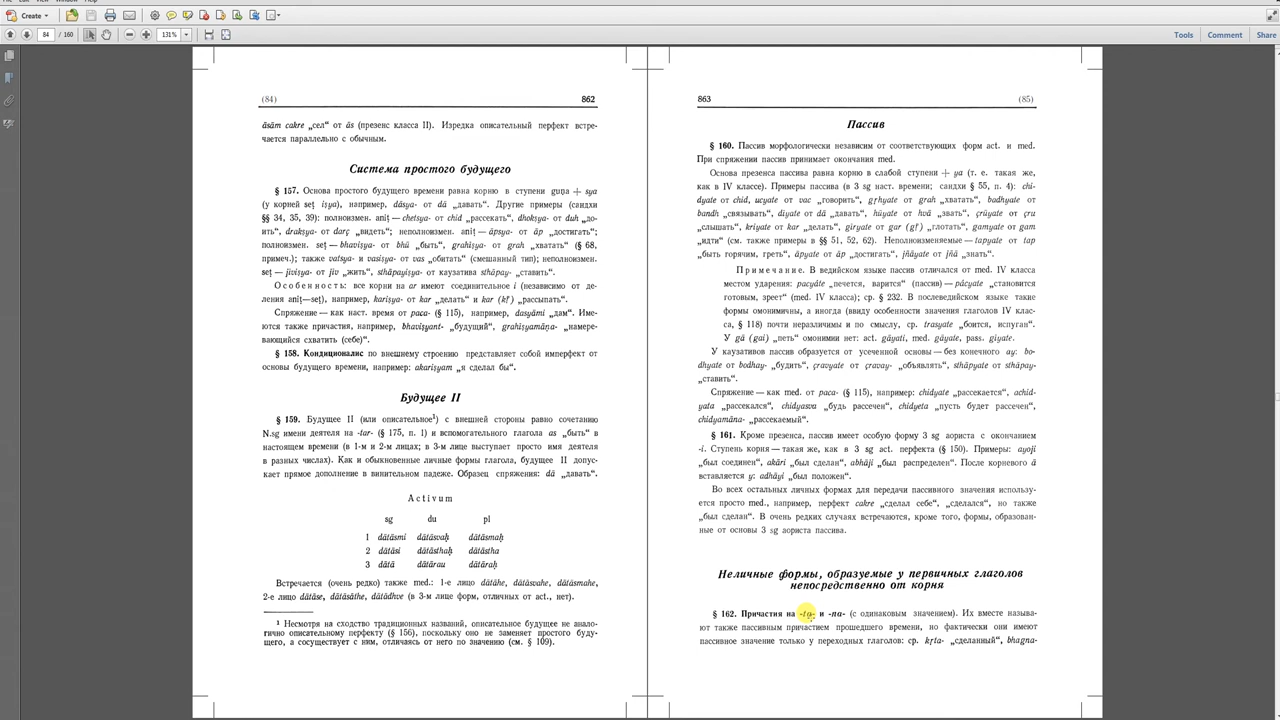 File Edit View Window Help
Create
84 / 160 131% Tools Comment Share
(84) 862
āsām cakre „сел“ от ās (презенс класса II). Изредка описательный перфект встре-
чается параллельно с обычным.
Система простого будущего
§ 157. Основа простого будущего времени равна корню в ступени guṇa + sya
(у корней seṭ iṣya), например, dāsya- от dā „давать“. Другие примеры (сандхи
§§ 34, 35, 39): полноизмен. aniṭ — chetsya- от chid „рассекать“, dhokṣya- от duh „до-
ить“, drakṣya- от darç „видеть“; неполноизмен. aniṭ — āpsya- от āp „достигать“;
полноизмен. seṭ — bhaviṣya- от bhū „быть“, grahīṣya- от grah „хватать“ (§ 68,
примеч.); также vatsya- и vasiṣya- от vas „обитать“ (смешанный тип); неполноизмен.
seṭ — jīviṣya- от jīv „жить“, sthāpayiṣya- от каузатива sthāpay- „ставить“.
Особенность: все корни на ar имеют соединительное i (независимо от де-
ления aniṭ—seṭ), например, kariṣya- от kar „делать“ и kar (kṝ) „рассыпать“.
Спряжение — как наст. время от paca- (§ 115), например, dasyāmi „дам“. Име-
ются также причастия, например, bhaviṣyant- „будущий“, grahīṣyamāṇa- „намере-
вающийся схватить (себе)“.
§ 158. Кондиционалис по внешнему строению представляет собой имперфект от
основы будущего времени, например: akariṣyam „я сделал бы“.
Будущее II
§ 159. Будущее II (или описательное¹) с внешней стороны равно сочетанию
N.sg имени деятеля на -tar- (§ 175, п. 1) и вспомогательного глагола as „быть“ в
настоящем времени (в 1-м и 2-м лицах; в 3-м лице выступает просто имя деятеля
в разных числах). Как и обыкновенные личные формы глагола, будущее II допус-
кает прямое дополнение в винительном падеже. Образец спряжения: dā „давать“.
Activum
sg du pl
1 dātāsmi dātāsvaḥ dātāsmaḥ
2 dātāsi dātāsthaḥ dātāstha
3 dātā dātārau dātāraḥ
Встречается (очень редко) также med.: 1-е лицо dātāhe, dātāsvahe, dātāsmahe,
2-е лицо dātāse, dātāsāthe, dātādhve (в 3-м лице форм, отличных от act., нет).
¹ Несмотря на сходство традиционных названий, описательное будущее не анало-
гично описательному перфекту (§ 156), поскольку оно не заменяет простого буду-
щего, а сосуществует с ним, отличаясь от него по значению (см. § 109).
863 (85)
Пассив
§ 160. Пассив морфологически независим от соответствующих форм act. и med.
При спряжении пассив принимает окончания med.
Основа презенса пассива равна корню в слабой ступени + ya (т. е. такая же,
как в IV классе). Примеры пассива (в 3 sg наст. времени; сандхи § 55, п. 4): chi-
dyate от chid, ucyate от vac „говорить“, gṛhyate от grah „хватать“, badhyate от
bandh „связывать“, dīyate от dā „давать“, hūyate от hvā „звать“, çrūyate от çru
„слышать“, kriyate от kar „делать“, gīryate от gar (gṝ) „глотать“, gamyate от gam
„идти“ (см. также примеры в §§ 51, 52, 62). Неполноизменяемые — tapyate от tap
„быть горячим, греть“, āpyate от āp „достигать“, jñāyate от jñā „знать“.
Примечание. В ведийском языке пассив отличался от med. IV класса
местом ударения: pacyáte „печется, варится“ (пассив) — pácyate „становится
готовым, зреет“ (med. IV класса); ср. § 232. В послеведийском языке такие
формы омонимичны, а иногда (ввиду особенности значения глаголов IV клас-
са, § 118) почти неразличимы и по смыслу, ср. trasyate „боится, испуган“.
У gā (gai) „петь“ омонимии нет: act. gāyati, med. gāyate, pass. gīyate.
У каузативов пассив образуется от усеченной основы — без конечного ay: bo-
dhyate от bodhay- „будить“, çrāvyate от çravay- „объявлять“, sthāpyate от sthāpay-
„ставить“.
Спряжение — как med. от paca- (§ 115), например: chidyate „рассекается“, achid-
yata „рассекался“, chidyasva „будь рассечен“, chidyeta „пусть будет рассечен“,
chidyamāna- „рассекаемый“.
§ 161. Кроме презенса, пассив имеет особую форму 3 sg аориста с окончанием
-i. Ступень корня — такая же, как в 3 sg act. перфекта (§ 150). Примеры: ayoji
„был соединен“, akāri „был сделан“, abhāji „был распределен“. После корневого ā
вставляется y: adhāyi „был положен“.
Во всех остальных личных формах для передачи пассивного значения использу-
ется просто med., например, перфект cakre „сделал себе“, „сделался“, но также
„был сделан“. В очень редких случаях встречаются, кроме того, формы, образован-
ные от основы 3 sg аориста пассива.
Неличные формы, образуемые у первичных глаголов
непосредственно от корня
§ 162. Причастия на -ta- и -na- (с одинаковым значением). Их вместе называ-
ют также пассивным причастием прошедшего времени, но фактически они имеют
пассивное значение только у переходных глаголов: ср. kṛta- „сделанный“, bhagna-